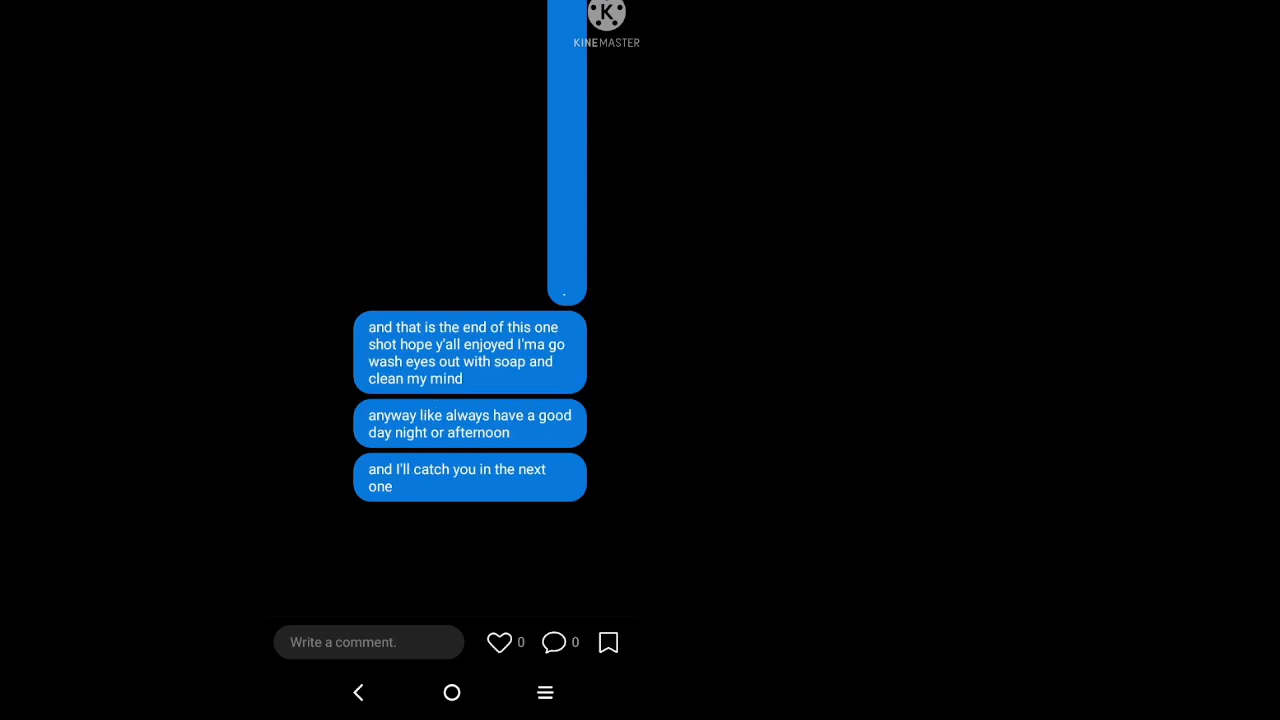 K
KINEMASTER
.
and that is the end of this one
shot hope y'all enjoyed I'ma go
wash eyes out with soap and
clean my mind
anyway like always have a good
day night or afternoon
and I'll catch you in the next
one
Write a comment.
0
0